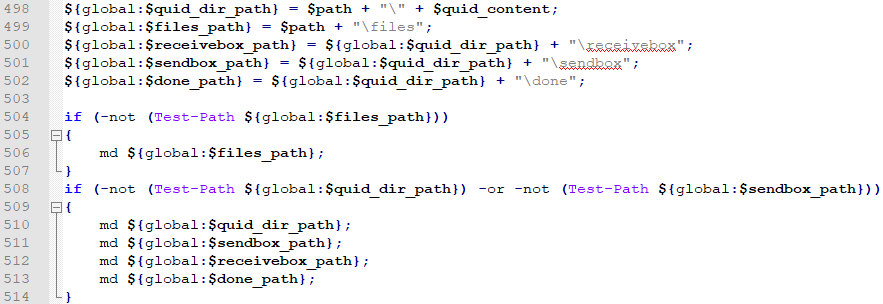 498 ${global:$quid_dir_path} = $path + "\" + $quid_content;
499 ${global:$files_path} = $path + "\files";
500 ${global:$receivebox_path} = ${global:$quid_dir_path} + "\receivebox";
501 ${global:$sendbox_path} = ${global:$quid_dir_path} + "\sendbox";
502 ${global:$done_path} = ${global:$quid_dir_path} + "\done";
503
504 if (-not (Test-Path ${global:$files_path}))
505 {
506 md ${global:$files_path};
507 }
508 if (-not (Test-Path ${global:$quid_dir_path}) -or -not (Test-Path ${global:$sendbox_path}))
509 {
510 md ${global:$quid_dir_path};
511 md ${global:$sendbox_path};
512 md ${global:$receivebox_path};
513 md ${global:$done_path};
514 }